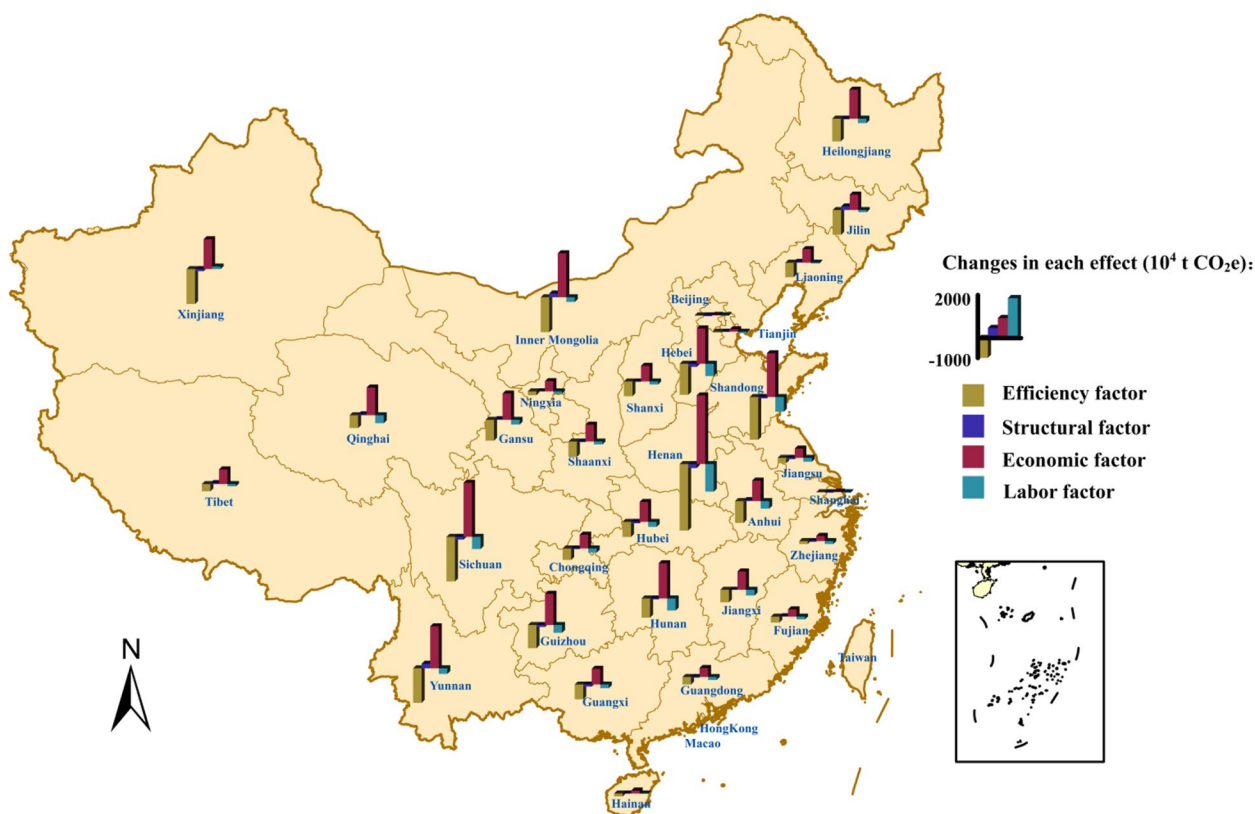 Heilongjiang
Jilin
Liaoning
Changes in each effect (10⁴ t CO₂e):
2000
-1000
Efficiency factor
Structural factor
Economic factor
Labor factor
Xinjiang
Inner Mongolia
Beijing
Tianjin
Hebei
Shandong
Shanxi
Ningxia
Qinghai
Gansu
Shaanxi
Henan
Jiangsu
Tibet
Shanghai
Anhui
Hubei
Zhejiang
Sichuan
Chongqing
Jiangxi
Hunan
Fujian
Guizhou
Taiwan
Yunnan
Guangxi
Guangdong
HongKong
Macao
Hainan
N